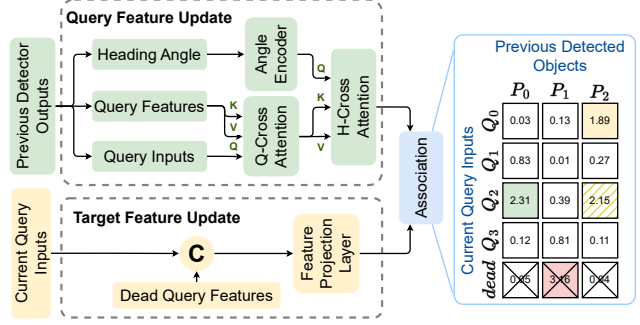 Query Feature Update
Previous Detector
Outputs
Heading Angle
Angle
Encoder
Q
H-Cross
Attention
Query Features
K
V
Q
Q-Cross
Attention
K
V
Query Inputs
Association
Target Feature Update
Current Query
Inputs
C
Feature
Projection
Layer
Dead Query Features
Previous Detected
Objects
Current Query Inputs
P0 P1 P2
Q0 0.03 0.13 1.89
Q1 0.83 0.01 0.27
Q2 2.31 0.39 2.15
Q3 0.12 0.81 0.11
dead 0.05 3.16 0.04